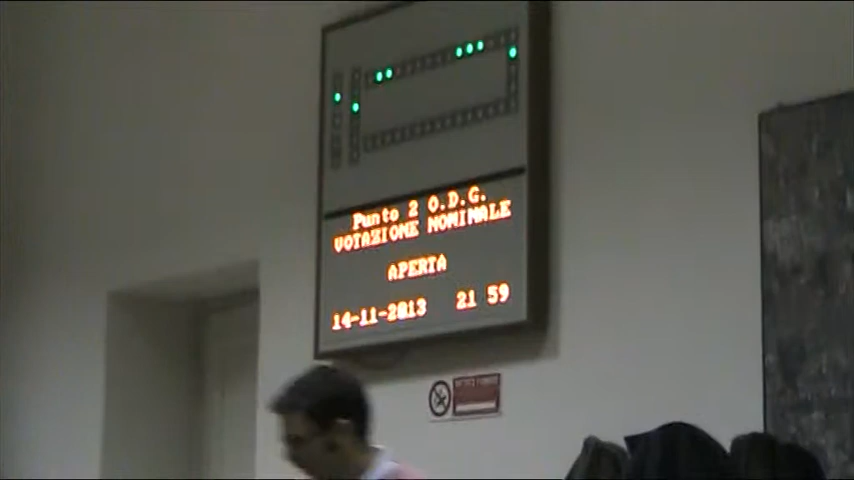 Punto 2 O.D.G.
VOTAZIONE NOMINALE
APERTA
14-11-2013 21 59